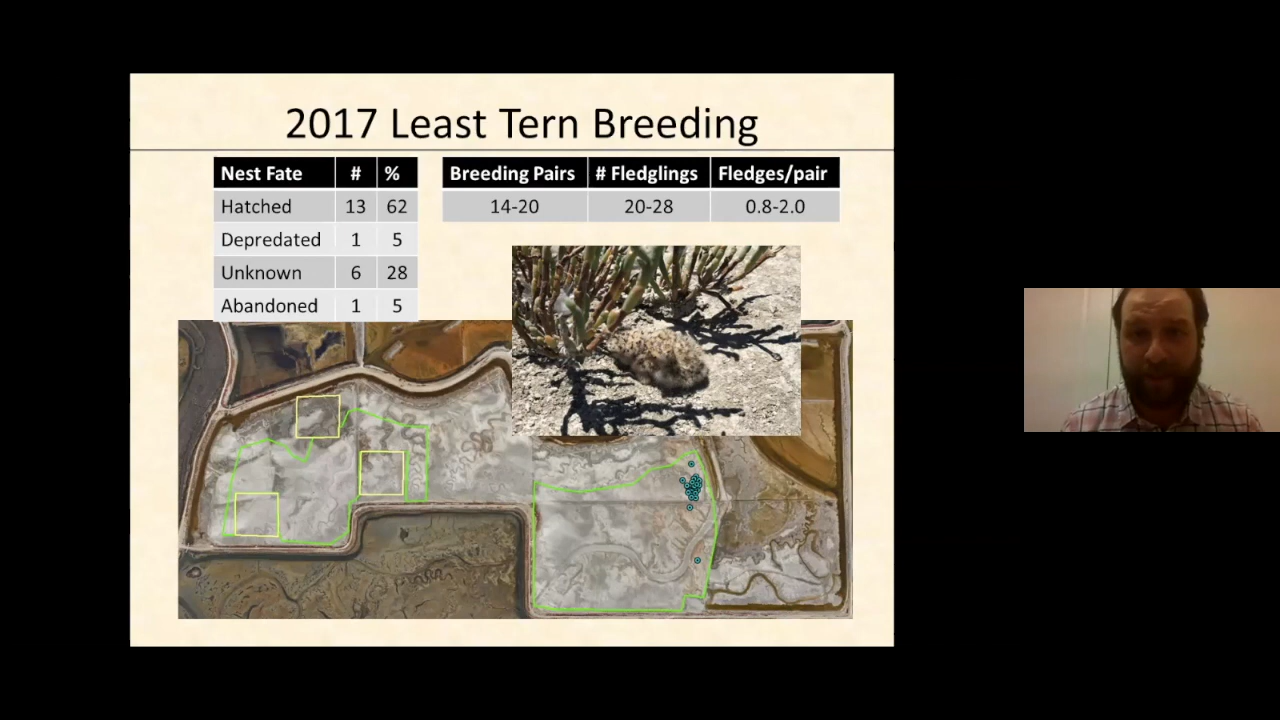 2017 Least Tern Breeding
Nest Fate # %
Hatched 13 62
Depredated 1 5
Unknown 6 28
Abandoned 1 5
Breeding Pairs # Fledglings Fledges/pair
14-20 20-28 0.8-2.0